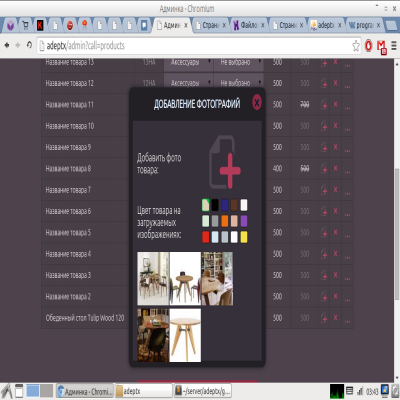 Админка - Chromium
Админ
Страни
Файло
Страни
adeptx
progra
adeptx/admin?call=products
Название товара 13 13НА Аксессуары Не выбрано 500 500
Название товара 12 12НА Аксессуары Не выбрано 500 500
Название товара 11 500 700
Название товара 10 500 500
Название товара 9 500 500
Название товара 8 400 500
Название товара 7 500 500
Название товара 6 500 500
Название товара 5 500 500
Название товара 4 500 500
Название товара 3 500 500
Название товара 2 500 500
Обеденный стол Tulip Wood 120 500 500
ДОБАВЛЕНИЕ ФОТОГРАФИЙ
Добавить фото
товара:
Цвет товара на
загружаемых
изображениях:
Админка - Chromi...
adeptx
~/server/adeptx/g...
03:43